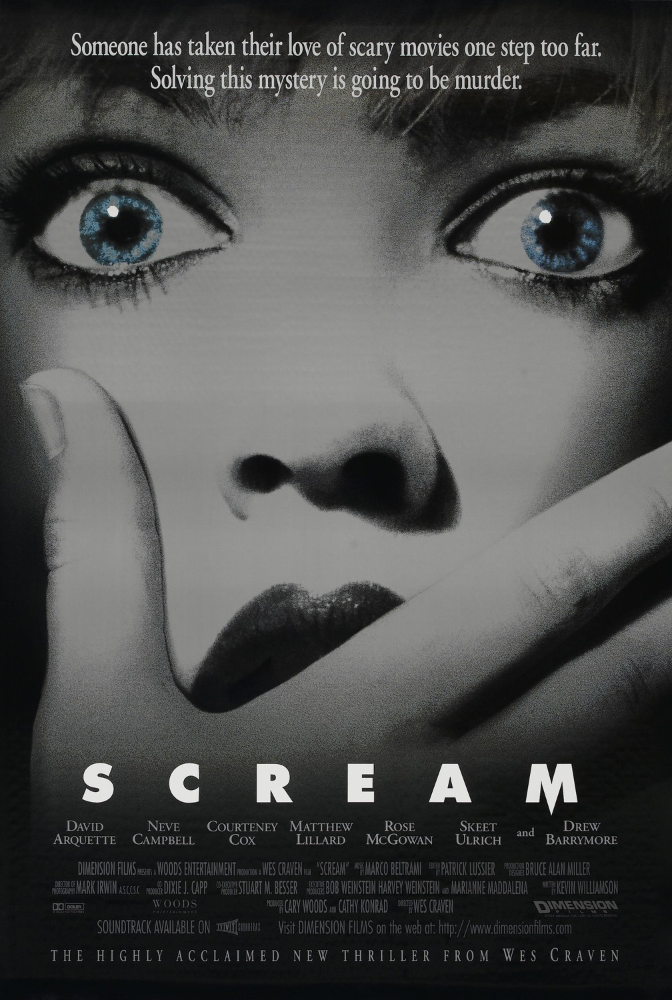 Someone has taken their love of scary movies one step too far.
Solving this mystery is going to be murder.
SCREAM
DAVID ARQUETTE NEVE CAMPBELL COURTENEY COX MATTHEW LILLARD ROSE MCGOWAN SKEET ULRICH and DREW BARRYMORE
DIMENSION FILMS PRESENTS A WOODS ENTERTAINMENT PRODUCTION A WES CRAVEN FILM "SCREAM" MUSIC BY MARCO BELTRAMI EDITED BY PATRICK LUSSIER PRODUCTION DESIGNER BRUCE ALAN MILLER
DIRECTOR OF PHOTOGRAPHY MARK IRWIN A.S.C., C.S.C. CO-PRODUCER DIXIE J. CAPP CO-EXECUTIVE PRODUCER STUART M. BESSER EXECUTIVE PRODUCERS BOB WEINSTEIN HARVEY WEINSTEIN AND MARIANNE MADDALENA WRITTEN BY KEVIN WILLIAMSON
DOLBY WOODS entertainment PRODUCED BY CARY WOODS AND CATHY KONRAD DIRECTED BY WES CRAVEN DIMENSION FILMS
SOUNDTRACK AVAILABLE ON TVT SOUNDTRAX Visit DIMENSION FILMS on the web at: http://www.dimensionfilms.com
THE HIGHLY ACCLAIMED NEW THRILLER FROM WES CRAVEN